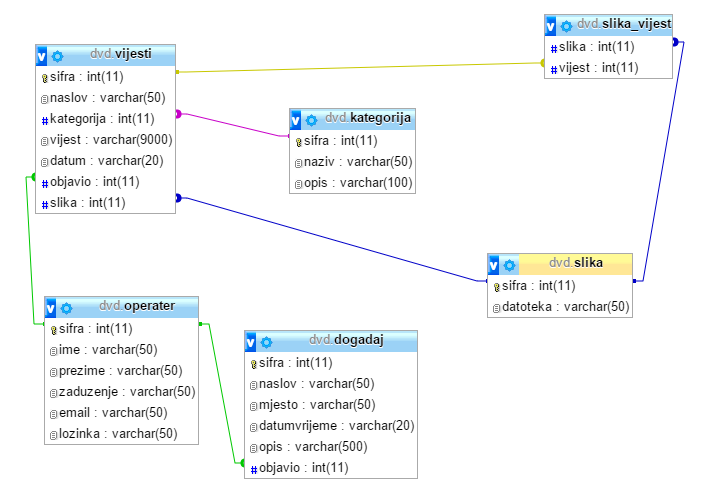 dvd.vijesti
sifra : int(11)
naslov : varchar(50)
kategorija : int(11)
vijest : varchar(9000)
datum : varchar(20)
objavio : int(11)
slika : int(11)
dvd.slika_vijest
slika : int(11)
vijest : int(11)
dvd.kategorija
sifra : int(11)
naziv : varchar(50)
opis : varchar(100)
dvd.slika
sifra : int(11)
datoteka : varchar(50)
dvd.operater
sifra : int(11)
ime : varchar(50)
prezime : varchar(50)
zaduzenje : varchar(50)
email : varchar(50)
lozinka : varchar(50)
dvd.dogadaj
sifra : int(11)
naslov : varchar(50)
mjesto : varchar(50)
datumvrijeme : varchar(20)
opis : varchar(500)
objavio : int(11)